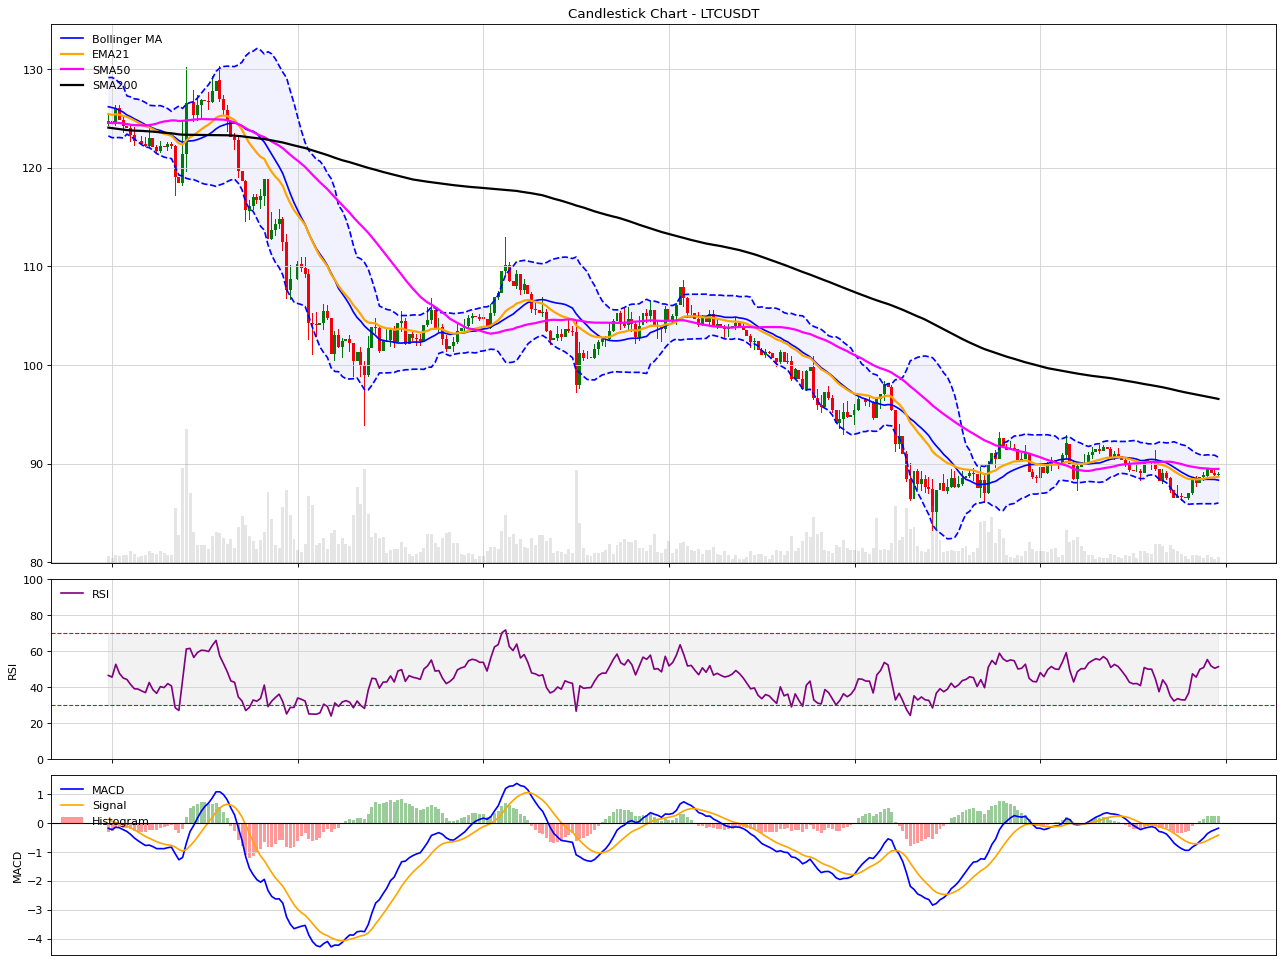 Candlestick Chart - LTCUSDT
Bollinger MA
EMA21
SMA50
SMA200
130
120
110
100
90
80
RSI
100
80
60
40
20
0
RSI
MACD
Signal
Histogram
1
0
−1
−2
−3
−4
MACD